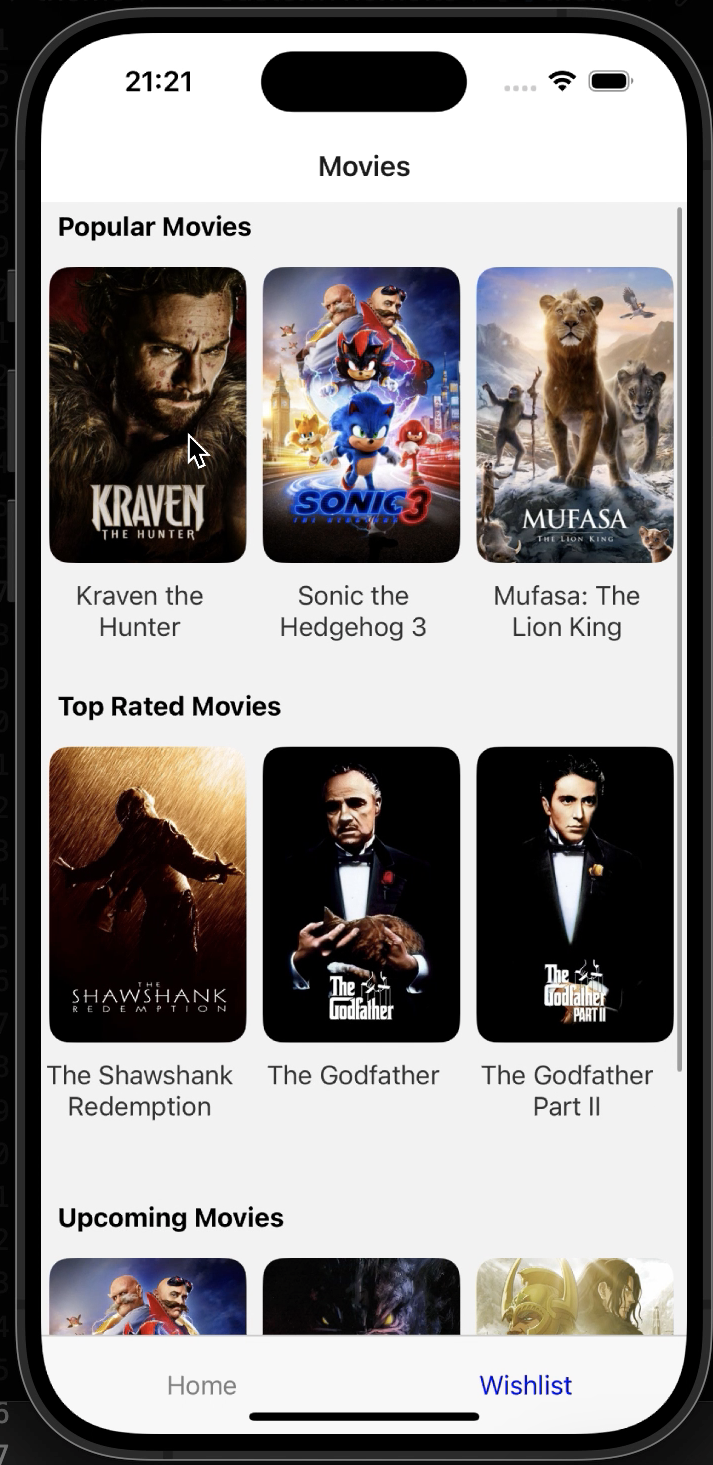 21:21
Movies
Popular Movies
KRAVEN
THE HUNTER
SONIC 3
THE HEDGEHOG
MUFASA
THE LION KING
Kraven the
Hunter
Sonic the
Hedgehog 3
Mufasa: The
Lion King
Top Rated Movies
THE
SHAWSHANK
REDEMPTION
The
Godfather
The
Godfather
PART II
The Shawshank
Redemption
The Godfather
The Godfather
Part II
Upcoming Movies
Home
Wishlist